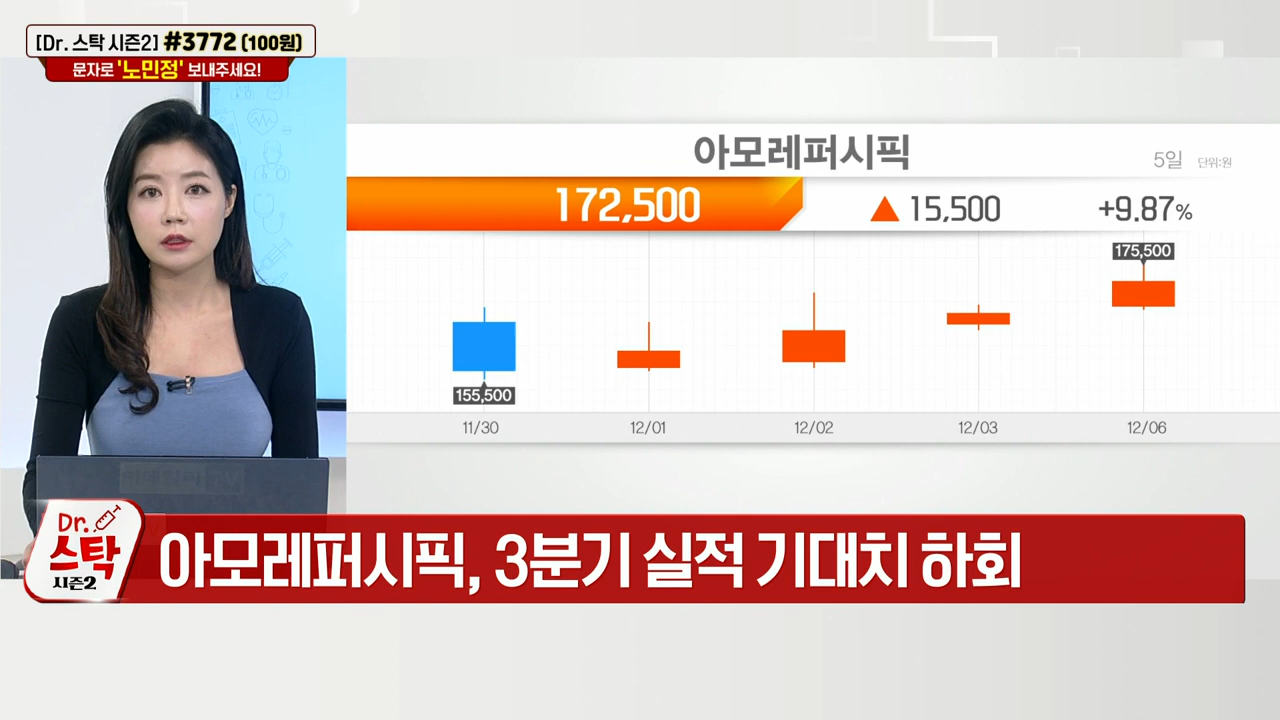 [Dr. 스탁 시즌2] #3772 (100원)
문자로 '노민정' 보내주세요!
아모레퍼시픽
5일 단위:원
172,500 ▲ 15,500 +9.87%
175,500
155,500
11/30 12/01 12/02 12/03 12/06
Dr.
스탁
시즌2
아모레퍼시픽, 3분기 실적 기대치 하회